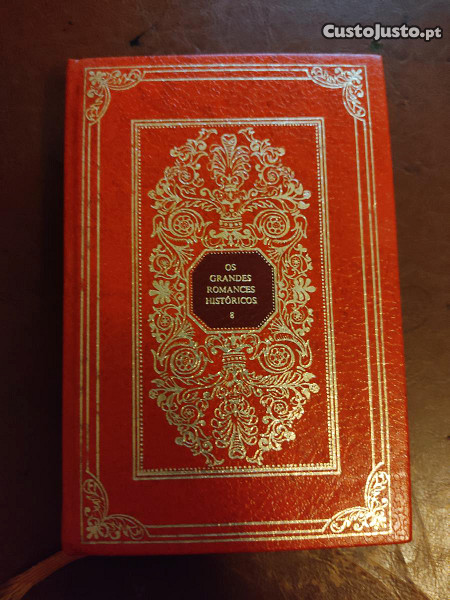 CustoJusto.pt
OS
GRANDES
ROMANCES
HISTÓRICOS
8